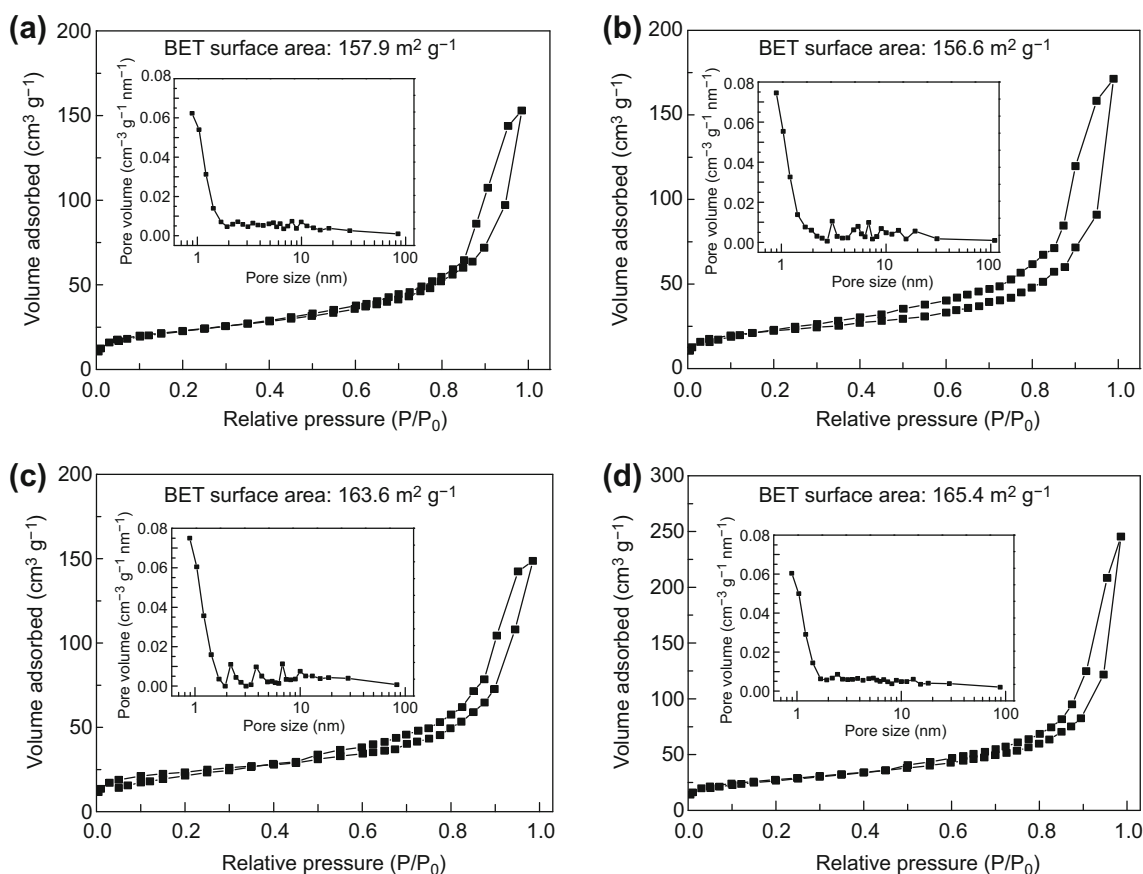 (a)
BET surface area: 157.9 m² g⁻¹
Volume adsorbed (cm³ g⁻¹)
200
150
100
50
0
0.0 0.2 0.4 0.6 0.8 1.0
Relative pressure (P/P₀)
Pore volume (cm⁻³ g⁻¹ nm⁻¹)
0.08
0.06
0.04
0.02
0.00
1 10 100
Pore size (nm)
(b)
BET surface area: 156.6 m² g⁻¹
Volume adsorbed (cm³ g⁻¹)
200
150
100
50
0
0.0 0.2 0.4 0.6 0.8 1.0
Relative pressure (P/P₀)
Pore volume (cm⁻³ g⁻¹ nm⁻¹)
0.08
0.06
0.04
0.02
0.00
1 10 100
Pore size (nm)
(c)
BET surface area: 163.6 m² g⁻¹
Volume adsorbed (cm³ g⁻¹)
200
150
100
50
0
0.0 0.2 0.4 0.6 0.8 1.0
Relative pressure (P/P₀)
Pore volume (cm⁻³ g⁻¹ nm⁻¹)
0.08
0.06
0.04
0.02
0.00
1 10 100
Pore size (nm)
(d)
BET surface area: 165.4 m² g⁻¹
Volume adsorbed (cm³ g⁻¹)
300
250
200
150
100
50
0
0.0 0.2 0.4 0.6 0.8 1.0
Relative pressure (P/P₀)
Pore volume (cm⁻³ g⁻¹ nm⁻¹)
0.08
0.06
0.04
0.02
0.00
1 10 100
Pore size (nm)